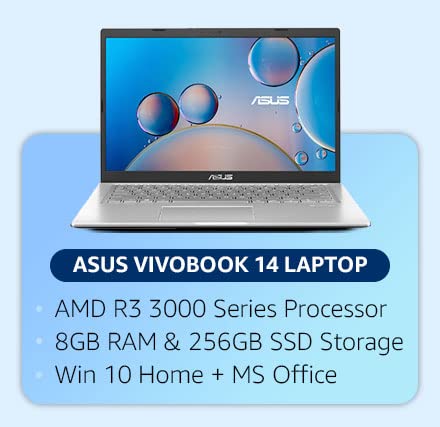 ASUS
ASUS
ASUS VIVOBOOK 14 LAPTOP
• AMD R3 3000 Series Processor
• 8GB RAM & 256GB SSD Storage
• Win 10 Home + MS Office